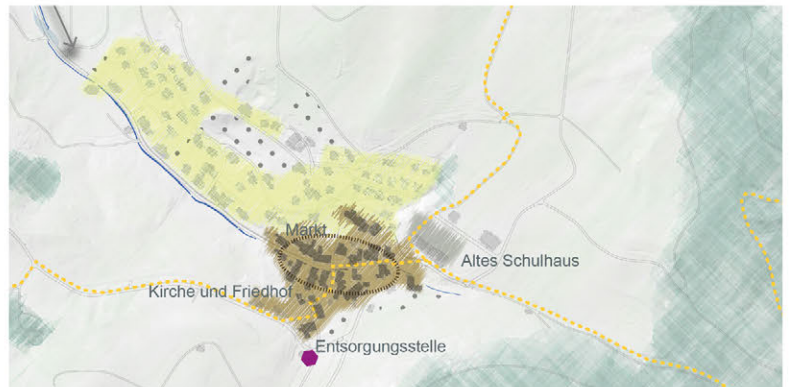 Markt
Altes Schulhaus
Kirche und Friedhof
Entsorgungsstelle